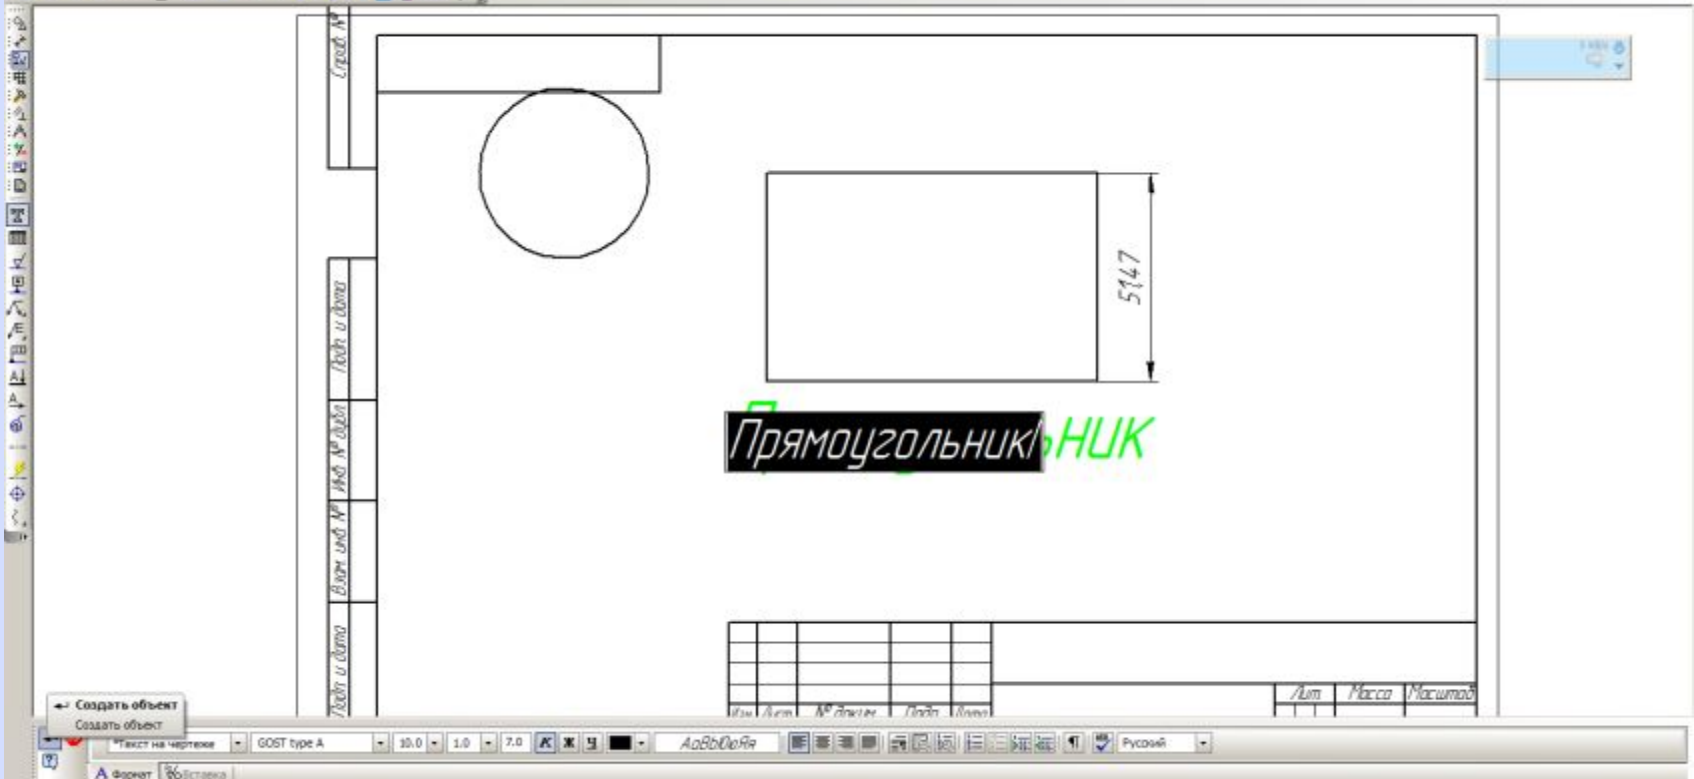 Справ. №
5147
Подп. и дата
Прямоугольник
НИК
Инв. № дубл
Взам. инв. №
Подп. и дата
Лит. Масса Масштаб
Изм. Лист № докум. Подп. Дата
Создать объект
Создать объект
*Текст на чертеже GOST type A 10.0 1.0 7.0 К Ж Ч АаВbDdЯя Русский
А Формат Вставка